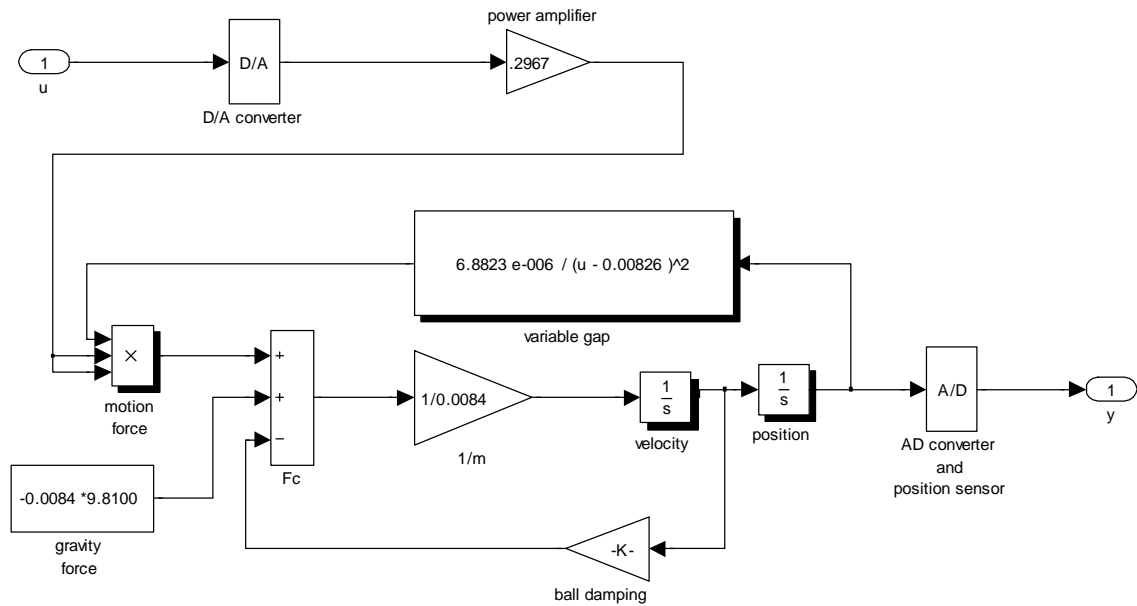 power amplifier
1
u
D/A
D/A converter
.2967
6.8823 e-006 / (u - 0.00826 )^2
variable gap
×
motion
force
+
+
−
Fc
1/0.0084
1/m
1
s
velocity
1
s
position
A/D
AD converter
and
position sensor
1
y
-0.0084 *9.8100
gravity
force
-K-
ball damping